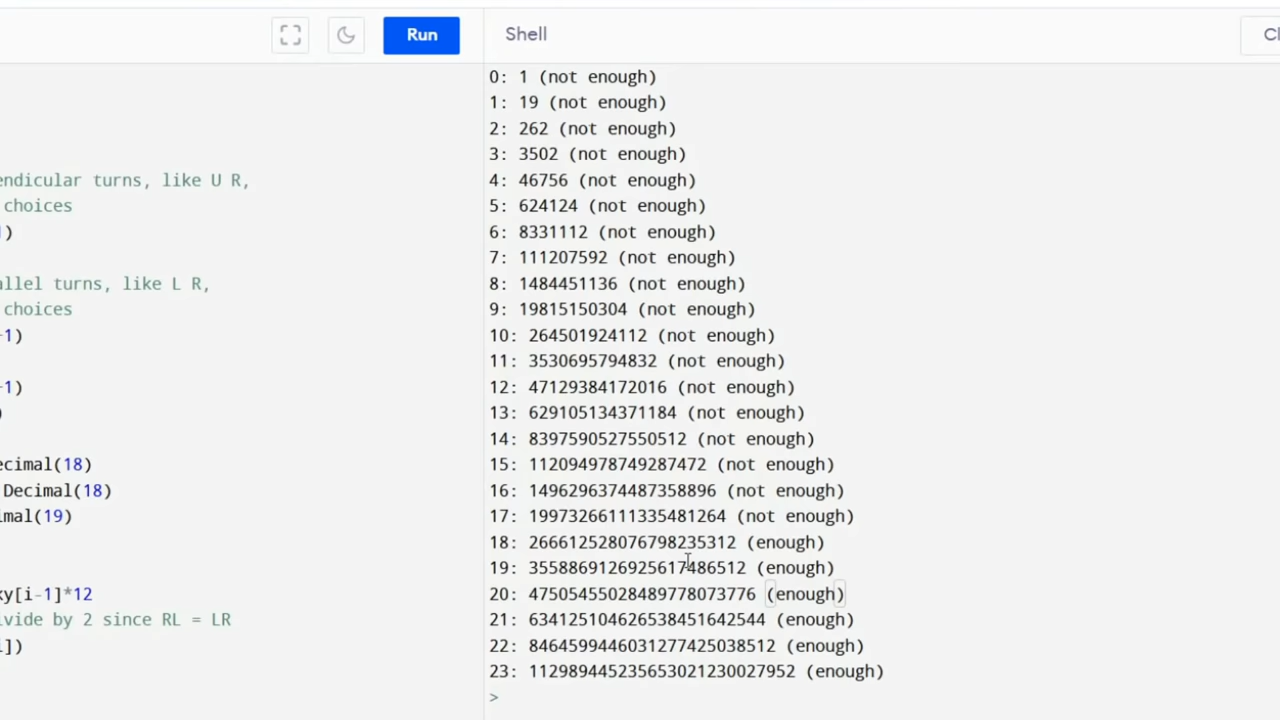 Run
Shell
Cl
endicular turns, like U R,
choices
)
allel turns, like L R,
choices
-1)
-1)
)
ecimal(18)
Decimal(18)
imal(19)
xy[i-1]*12
ivide by 2 since RL = LR
])
0: 1 (not enough)
1: 19 (not enough)
2: 262 (not enough)
3: 3502 (not enough)
4: 46756 (not enough)
5: 624124 (not enough)
6: 8331112 (not enough)
7: 111207592 (not enough)
8: 1484451136 (not enough)
9: 19815150304 (not enough)
10: 264501924112 (not enough)
11: 3530695794832 (not enough)
12: 47129384172016 (not enough)
13: 629105134371184 (not enough)
14: 8397590527550512 (not enough)
15: 112094978749287472 (not enough)
16: 1496296374487358896 (not enough)
17: 19973266111335481264 (not enough)
18: 266612528076798235312 (enough)
19: 3558869126925617486512 (enough)
20: 47505455028489778073776 (enough)
21: 634125104626538451642544 (enough)
22: 8464599446031277425038512 (enough)
23: 112989445235653021230027952 (enough)
>